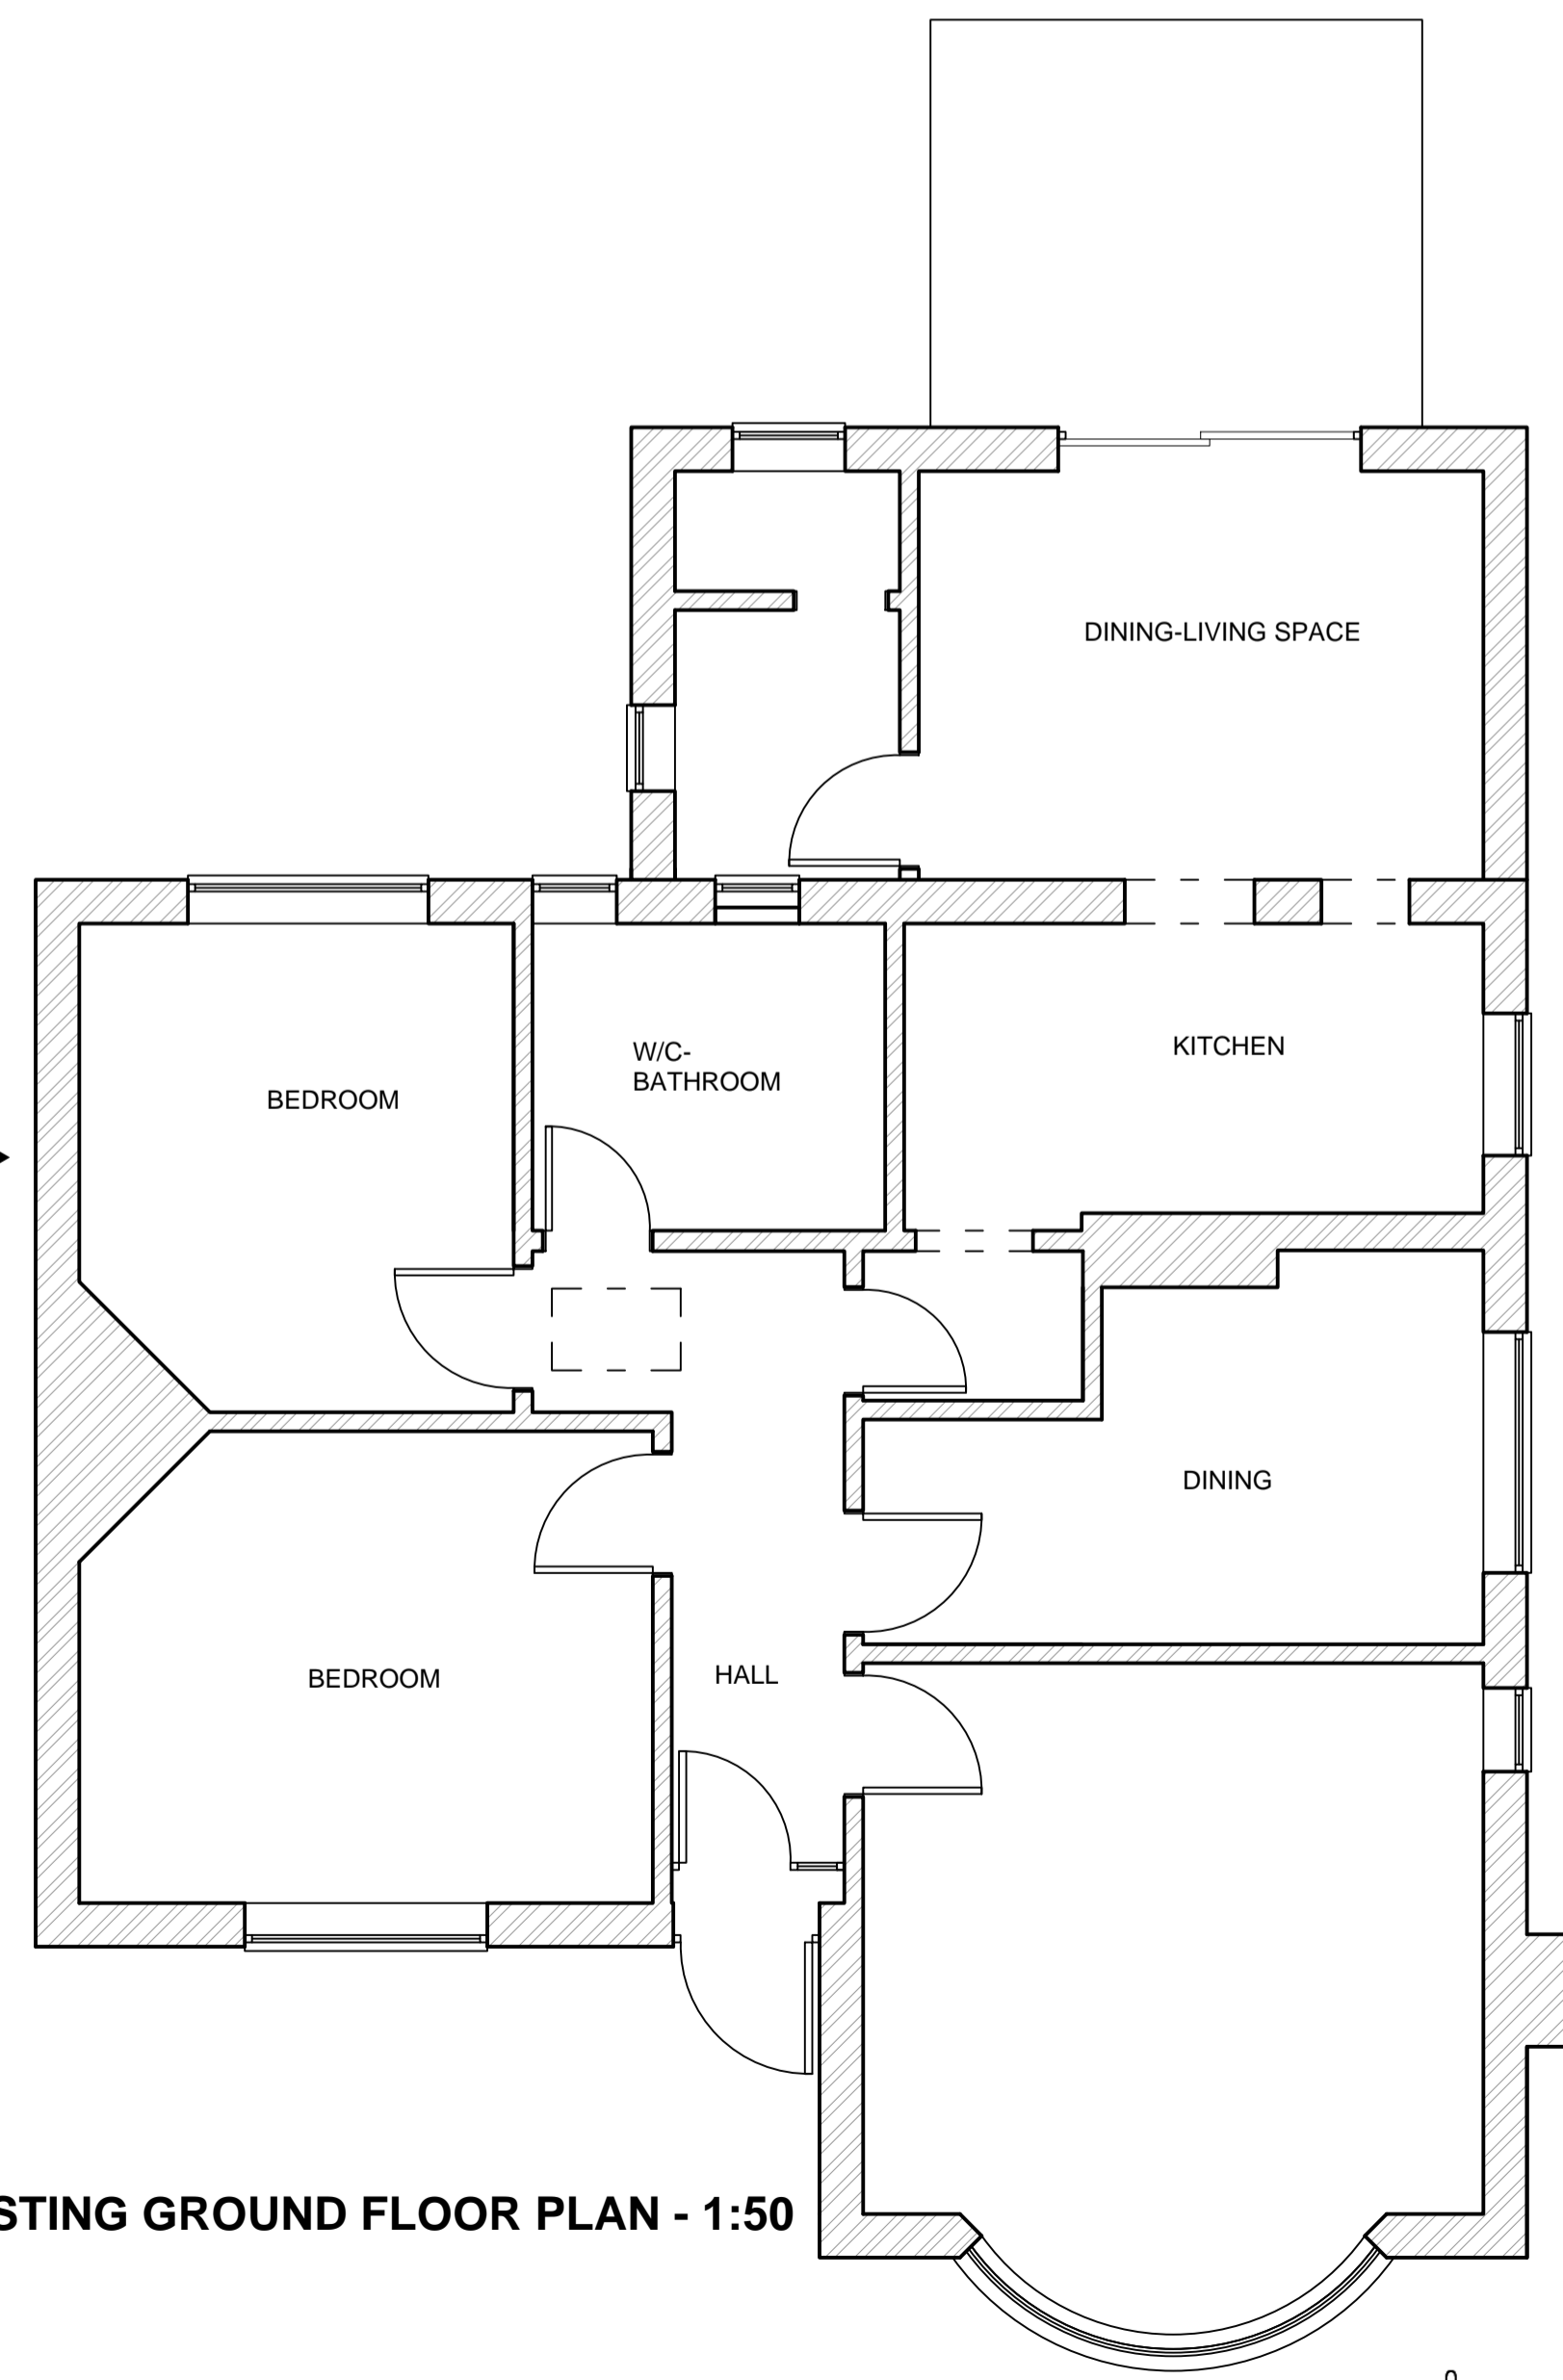 DINING-LIVING SPACE
W/C-
BATHROOM
KITCHEN
BEDROOM
DINING
BEDROOM
HALL
STING GROUND FLOOR PLAN - 1:50